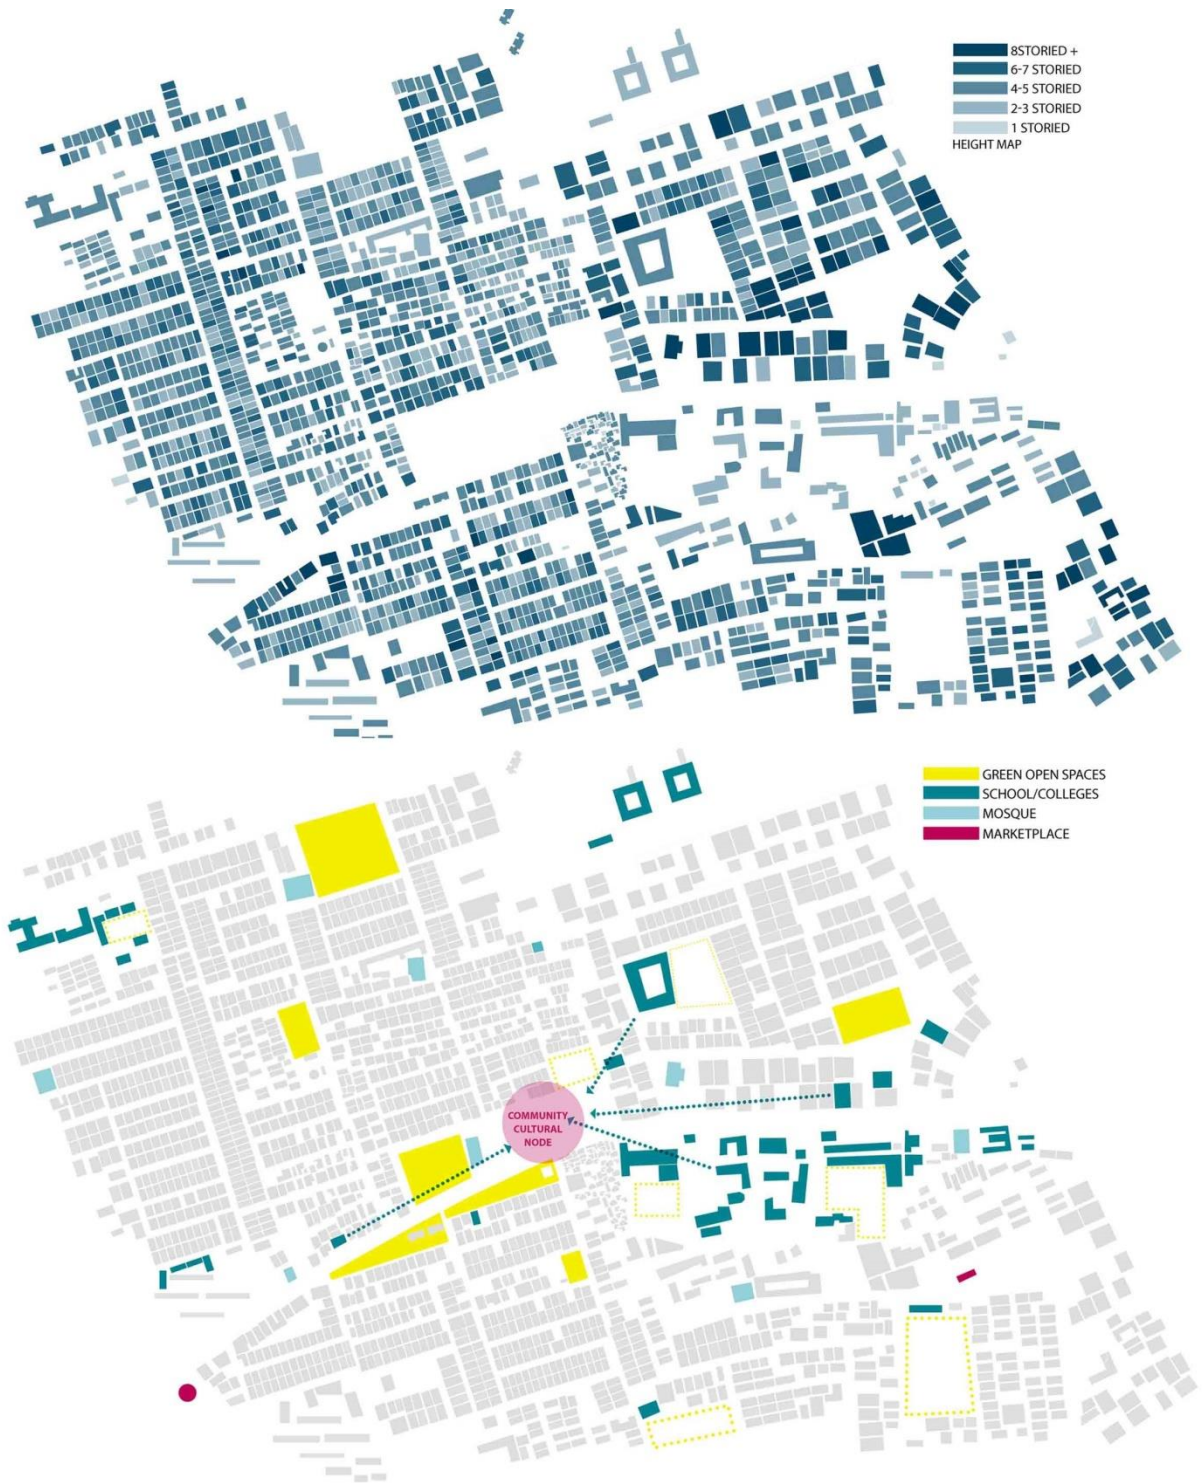 8STORIED +
6-7 STORIED
4-5 STORIED
2-3 STORIED
1 STORIED
HEIGHT MAP
GREEN OPEN SPACES
SCHOOL/COLLEGES
MOSQUE
MARKETPLACE
COMMUNITY
CULTURAL
NODE